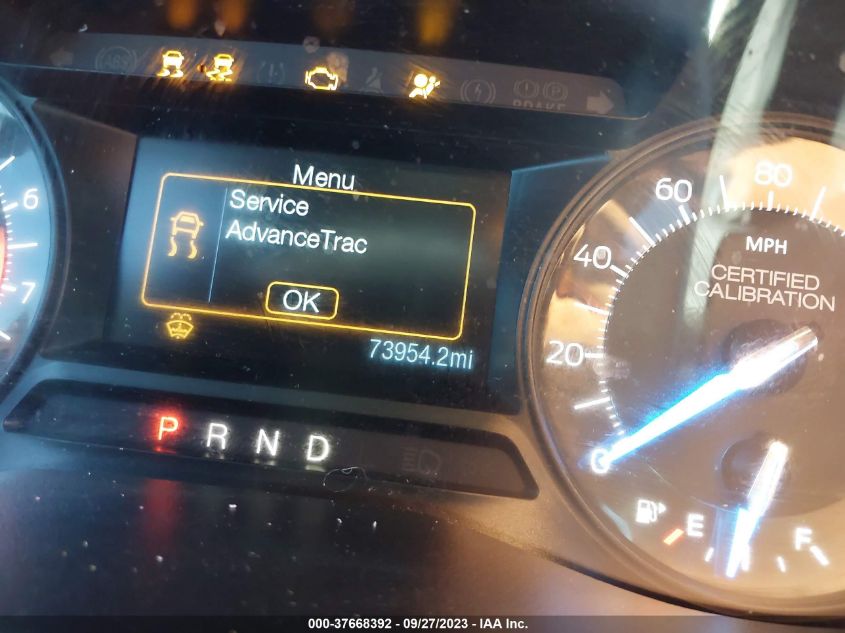 ABS
BRAKE
Menu
Service
AdvanceTrac
OK
73954.2mi
P R N D
6
7
0
20
40
60
80
MPH
CERTIFIED
CALIBRATION
E
F
000-37668392 - 09/27/2023 - IAA Inc.